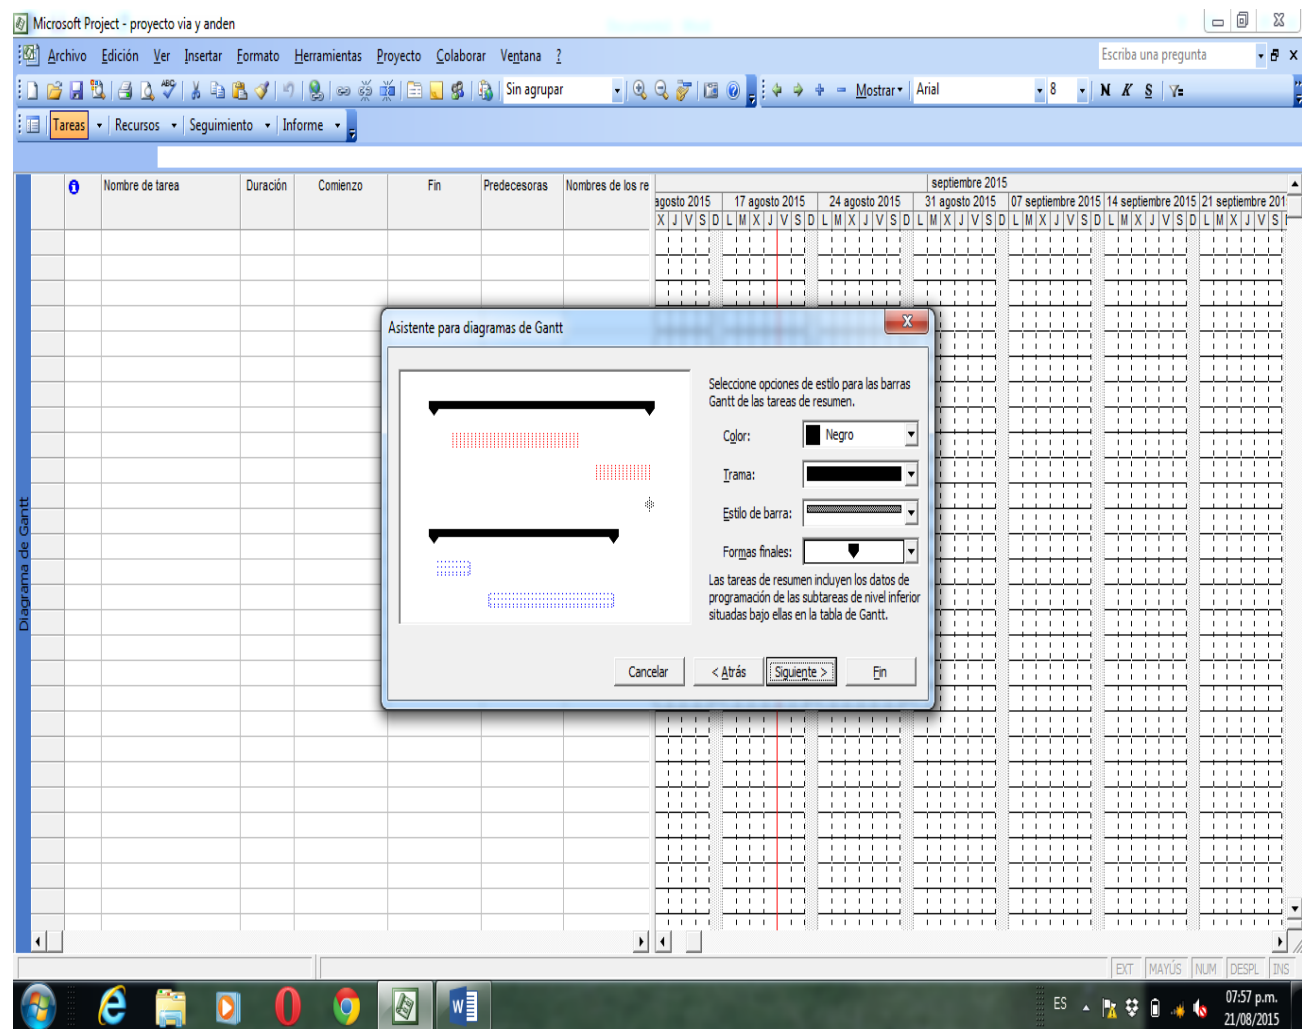 Microsoft Project - proyecto via y anden
Archivo Edición Ver Insertar Formato Herramientas Proyecto Colaborar Ventana ? Escriba una pregunta
Sin agrupar Mostrar Arial 8 N K S
Tareas Recursos Seguimiento Informe
Nombre de tarea Duración Comienzo Fin Predecesoras Nombres de los re
septiembre 2015
agosto 2015 17 agosto 2015 24 agosto 2015 31 agosto 2015 07 septiembre 2015 14 septiembre 2015 21 septiembre 201
X J V S D L M X J V S D L M X J V S D L M X J V S D L M X J V S D L M X J V S D L M X J V S
Diagrama de Gantt
Asistente para diagramas de Gantt
Seleccione opciones de estilo para las barras
Gantt de las tareas de resumen.
Color: Negro
Trama:
Estilo de barra:
Formas finales:
Las tareas de resumen incluyen los datos de
programación de las subtareas de nivel inferior
situadas bajo ellas en la tabla de Gantt.
Cancelar < Atrás Siguiente > Fin
EXT MAYÚS NUM DESPL INS
ES 07:57 p.m.
21/08/2015